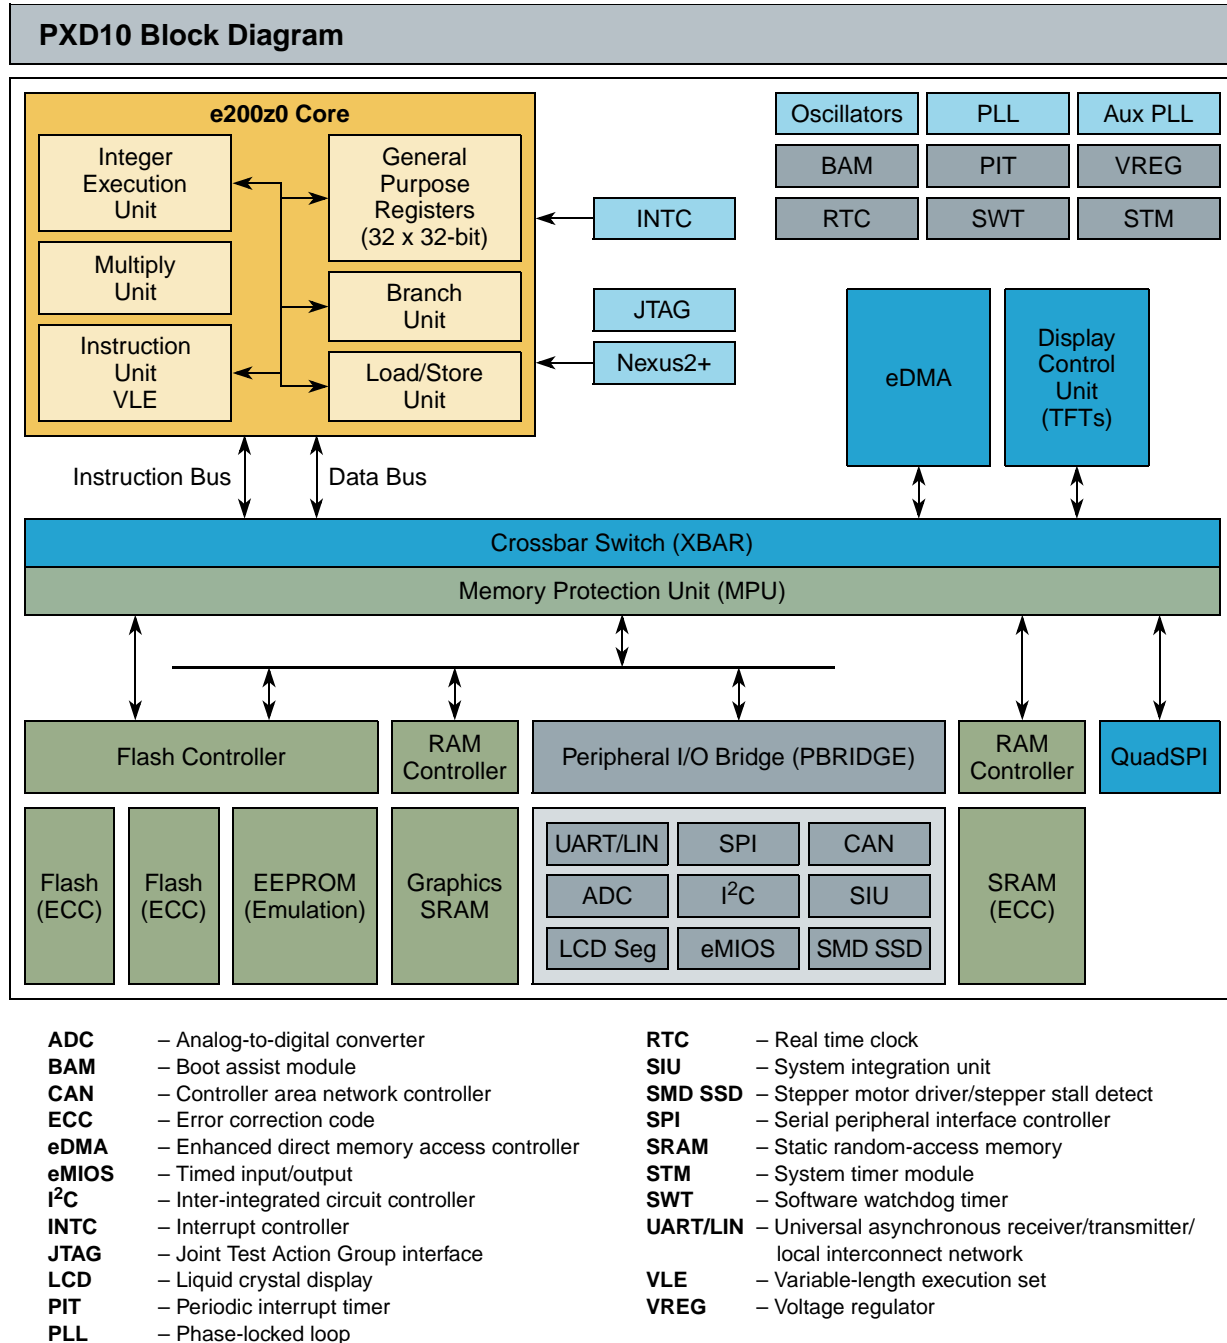 PXD10 Block Diagram
e200z0 Core
Integer
Execution
Unit
General
Purpose
Registers
(32 x 32-bit)
Multiply
Unit
Branch
Unit
Instruction
Unit
VLE
Load/Store
Unit
INTC
JTAG
Nexus2+
Oscillators
PLL
Aux PLL
BAM
PIT
VREG
RTC
SWT
STM
eDMA
Display
Control
Unit
(TFTs)
Instruction Bus
Data Bus
Crossbar Switch (XBAR)
Memory Protection Unit (MPU)
Flash Controller
RAM
Controller
Peripheral I/O Bridge (PBRIDGE)
RAM
Controller
QuadSPI
Flash
(ECC)
Flash
(ECC)
EEPROM
(Emulation)
Graphics
SRAM
UART/LIN
SPI
CAN
ADC
I²C
SIU
LCD Seg
eMIOS
SMD SSD
SRAM
(ECC)
ADC – Analog-to-digital converter
BAM – Boot assist module
CAN – Controller area network controller
ECC – Error correction code
eDMA – Enhanced direct memory access controller
eMIOS – Timed input/output
I²C – Inter-integrated circuit controller
INTC – Interrupt controller
JTAG – Joint Test Action Group interface
LCD – Liquid crystal display
PIT – Periodic interrupt timer
PLL – Phase-locked loop
RTC – Real time clock
SIU – System integration unit
SMD SSD – Stepper motor driver/stepper stall detect
SPI – Serial peripheral interface controller
SRAM – Static random-access memory
STM – System timer module
SWT – Software watchdog timer
UART/LIN – Universal asynchronous receiver/transmitter/
local interconnect network
VLE – Variable-length execution set
VREG – Voltage regulator